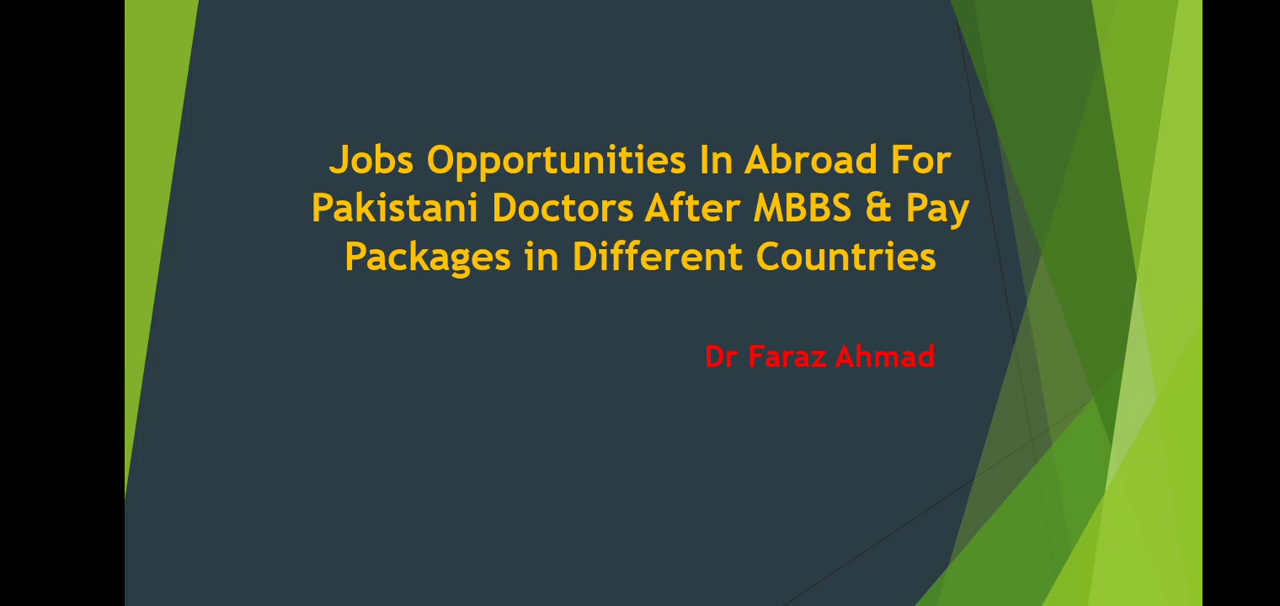 Jobs Opportunities In Abroad For
Pakistani Doctors After MBBS & Pay
Packages in Different Countries
Dr Faraz Ahmad